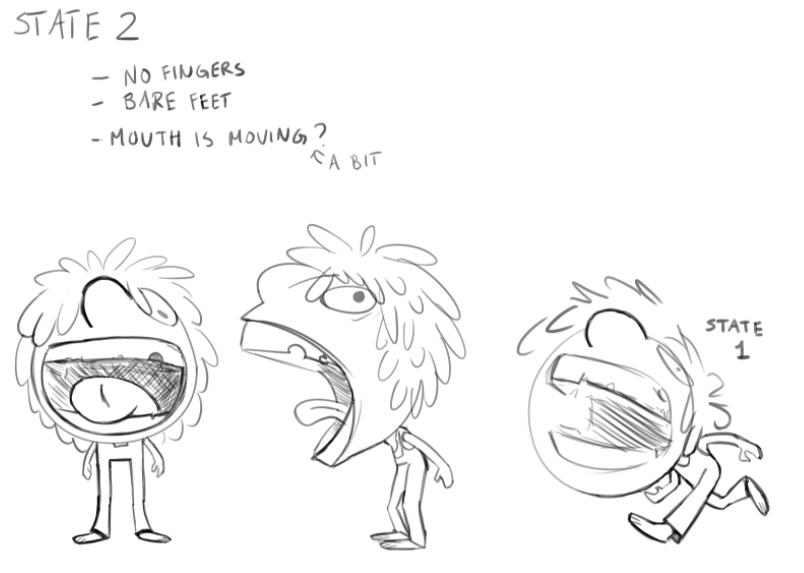 STATE 2
- NO FINGERS
- BARE FEET
- MOUTH IS MOVING?
A BIT
STATE
1